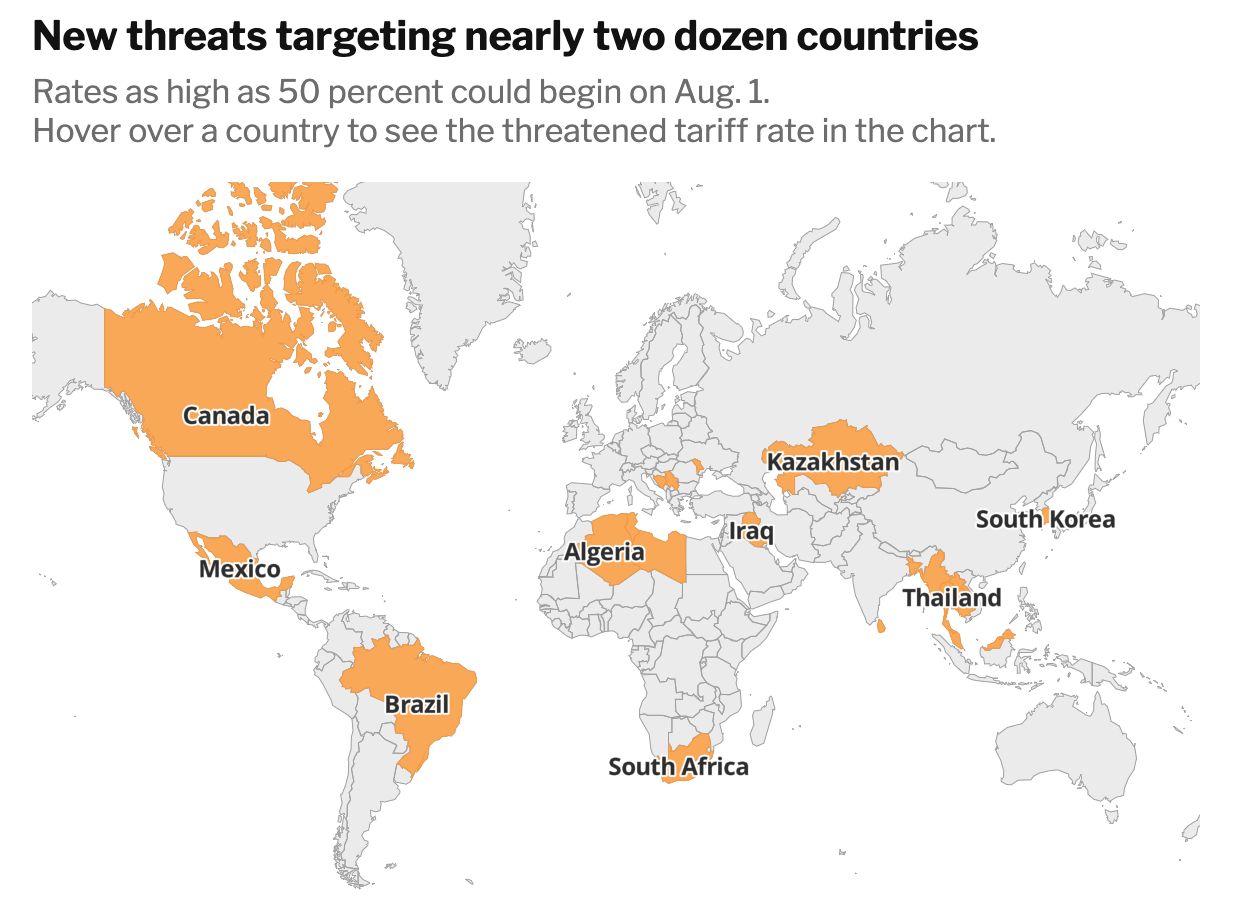 New threats targeting nearly two dozen countries
Rates as high as 50 percent could begin on Aug. 1.
Hover over a country to see the threatened tariff rate in the chart.
Canada
Kazakhstan
South Korea
Iraq
Algeria
Mexico
Thailand
Brazil
South Africa